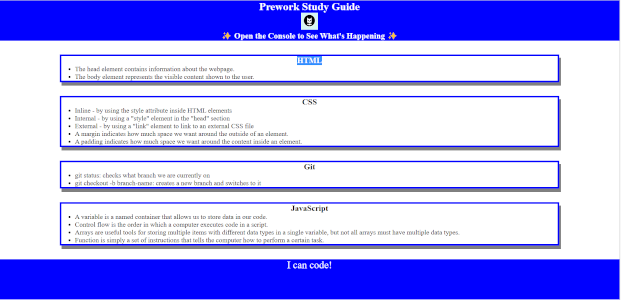 Prework Study Guide
✨ Open the Console to See What's Happening ✨
HTML
• The head element contains information about the webpage.
• The body element represents the visible content shown to the user.
CSS
• Inline - by using the style attribute inside HTML elements
• Internal - by using a "style" element in the "head" section
• External - by using a "link" element to link to an external CSS file
• A margin indicates how much space we want around the outside of an element.
• A padding indicates how much space we want around the content inside an element.
Git
• git status: checks what branch we are currently on
• git checkout -b branch-name: creates a new branch and switches to it
JavaScript
• A variable is a named container that allows us to store data in our code.
• Control flow is the order in which a computer executes code in a script.
• Arrays are useful tools for storing multiple items with different data types in a single variable, but not all arrays must have multiple data types.
• Function is simply a set of instructions that tells the computer how to perform a certain task.
I can code!